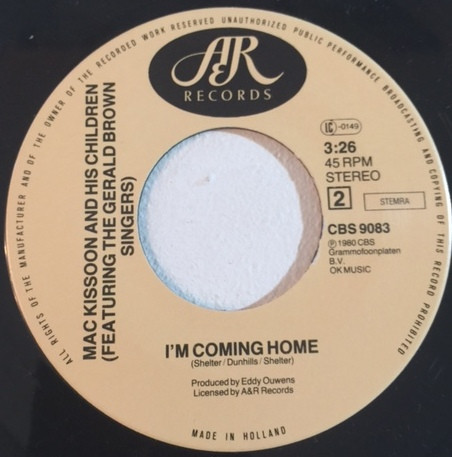 ALL RIGHTS OF THE MANUFACTURER AND OF THE OWNER OF THE RECORDED WORK RESERVED UNAUTHORIZED PUBLIC PERFORMANCE BROADCASTING AND COPYING OF THIS RECORD PROHIBITED
A&R
RECORDS
MAC KISSOON AND HIS CHILDREN
(FEATURING THE GERALD BROWN
SINGERS)
LC-0149
3:26
45 RPM
STEREO
2
STEMRA
CBS 9083
℗ 1980 CBS
Grammofoonplaten
B.V.
OK MUSIC
I'M COMING HOME
(Shelter/Dunhills/Shelter)
Produced by Eddy Ouwens
Licensed by A&R Records
MADE IN HOLLAND